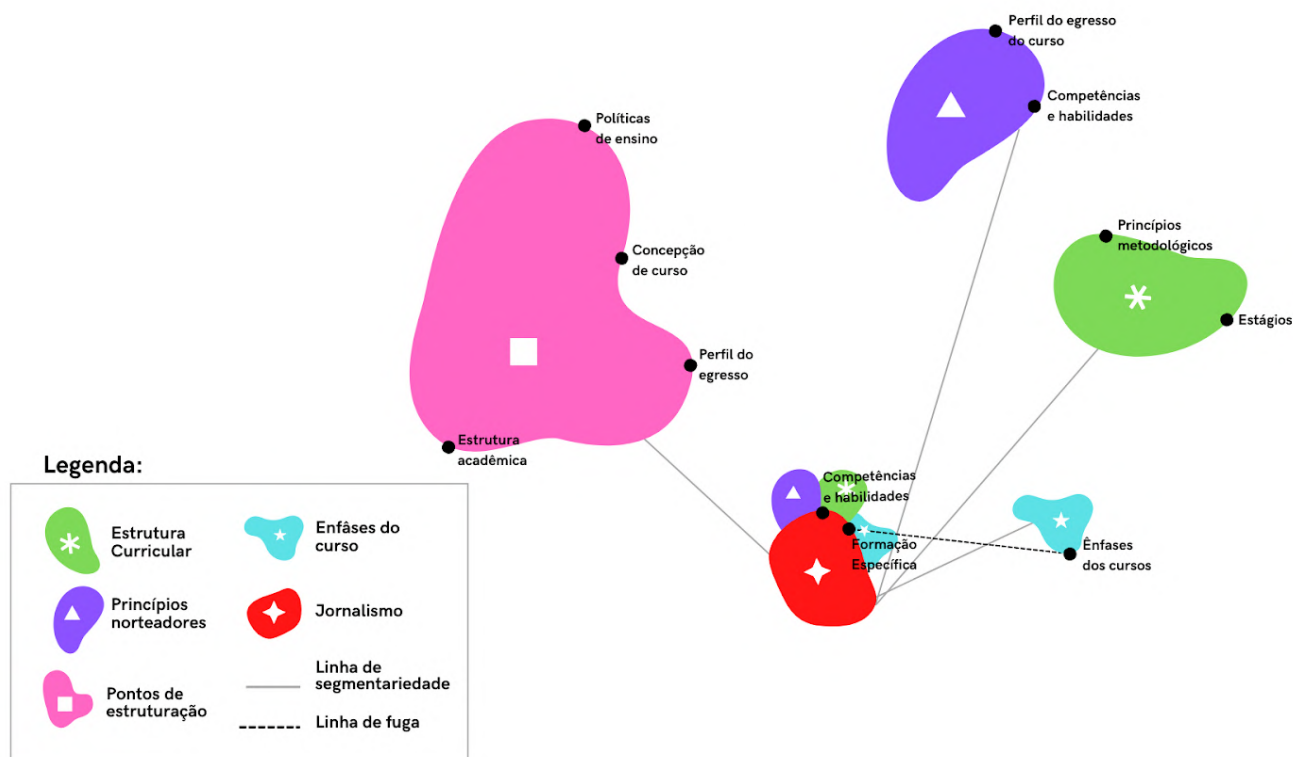 Perfil do egresso
do curso
Competências
e habilidades
Políticas
de ensino
Princípios
metodológicos
Concepção
de curso
Estágios
Perfil do
egresso
Estrutura
acadêmica
Competências
e habilidades
Formação
Específica
Ênfases
dos cursos
Legenda:
Estrutura
Curricular
Enfâses do
curso
Princípios
norteadores
Jornalismo
Pontos de
estruturação
Linha de
segmentariedade
Linha de fuga